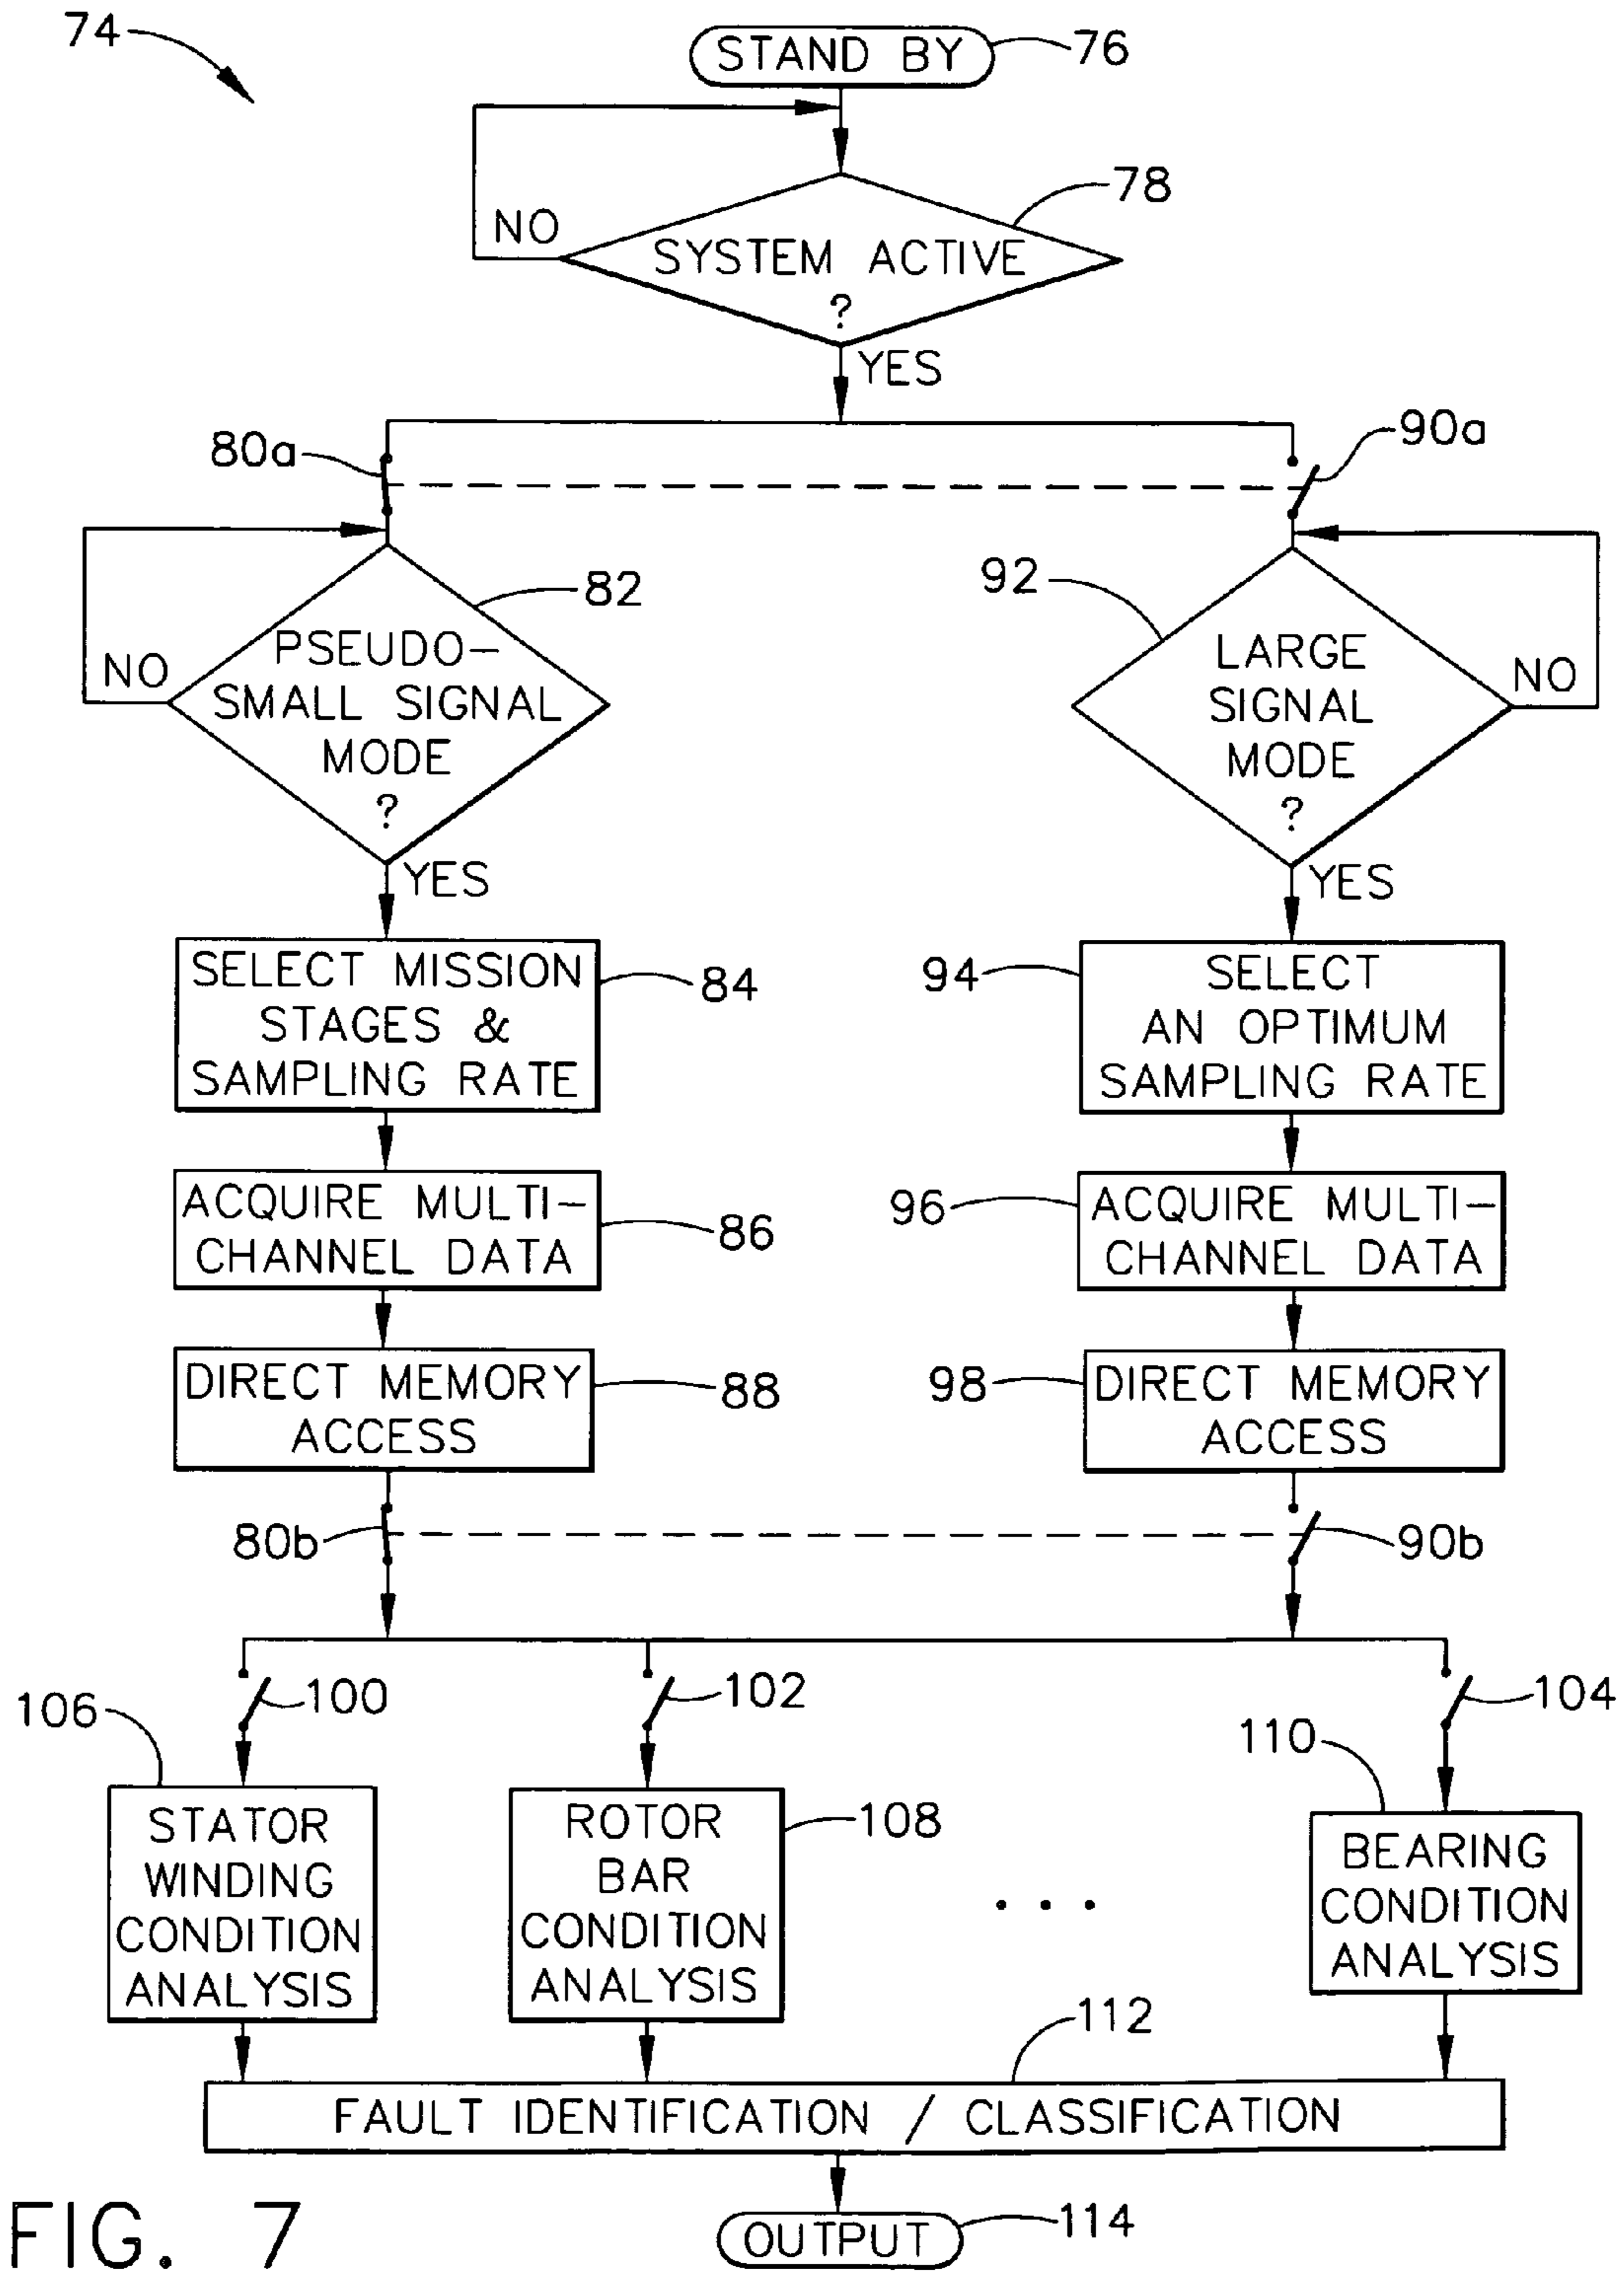 74
STAND BY
76
78
NO
SYSTEM ACTIVE
?
YES
80a
90a
82
92
PSEUDO-
SMALL SIGNAL
MODE
?
NO
LARGE
SIGNAL
MODE
?
NO
YES
YES
SELECT MISSION
STAGES &
SAMPLING RATE
84
94
SELECT
AN OPTIMUM
SAMPLING RATE
ACQUIRE MULTI-
CHANNEL DATA
86
96
ACQUIRE MULTI-
CHANNEL DATA
DIRECT MEMORY
ACCESS
88
98
DIRECT MEMORY
ACCESS
80b
90b
100
102
104
106
STATOR
WINDING
CONDITION
ANALYSIS
ROTOR
BAR
CONDITION
ANALYSIS
108
. . .
110
BEARING
CONDITION
ANALYSIS
112
FAULT IDENTIFICATION / CLASSIFICATION
OUTPUT
114
FIG. 7